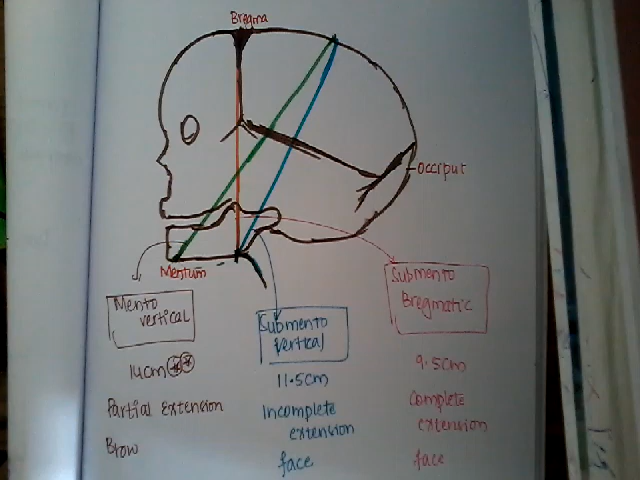 Bregma
occiput
Mentum
Mento
vertical
14cm
Partial extension
Brow
Submento
vertical
11.5cm
Incomplete
extension
face
Submento
Bregmatic
9.5cm
Complete
extension
face